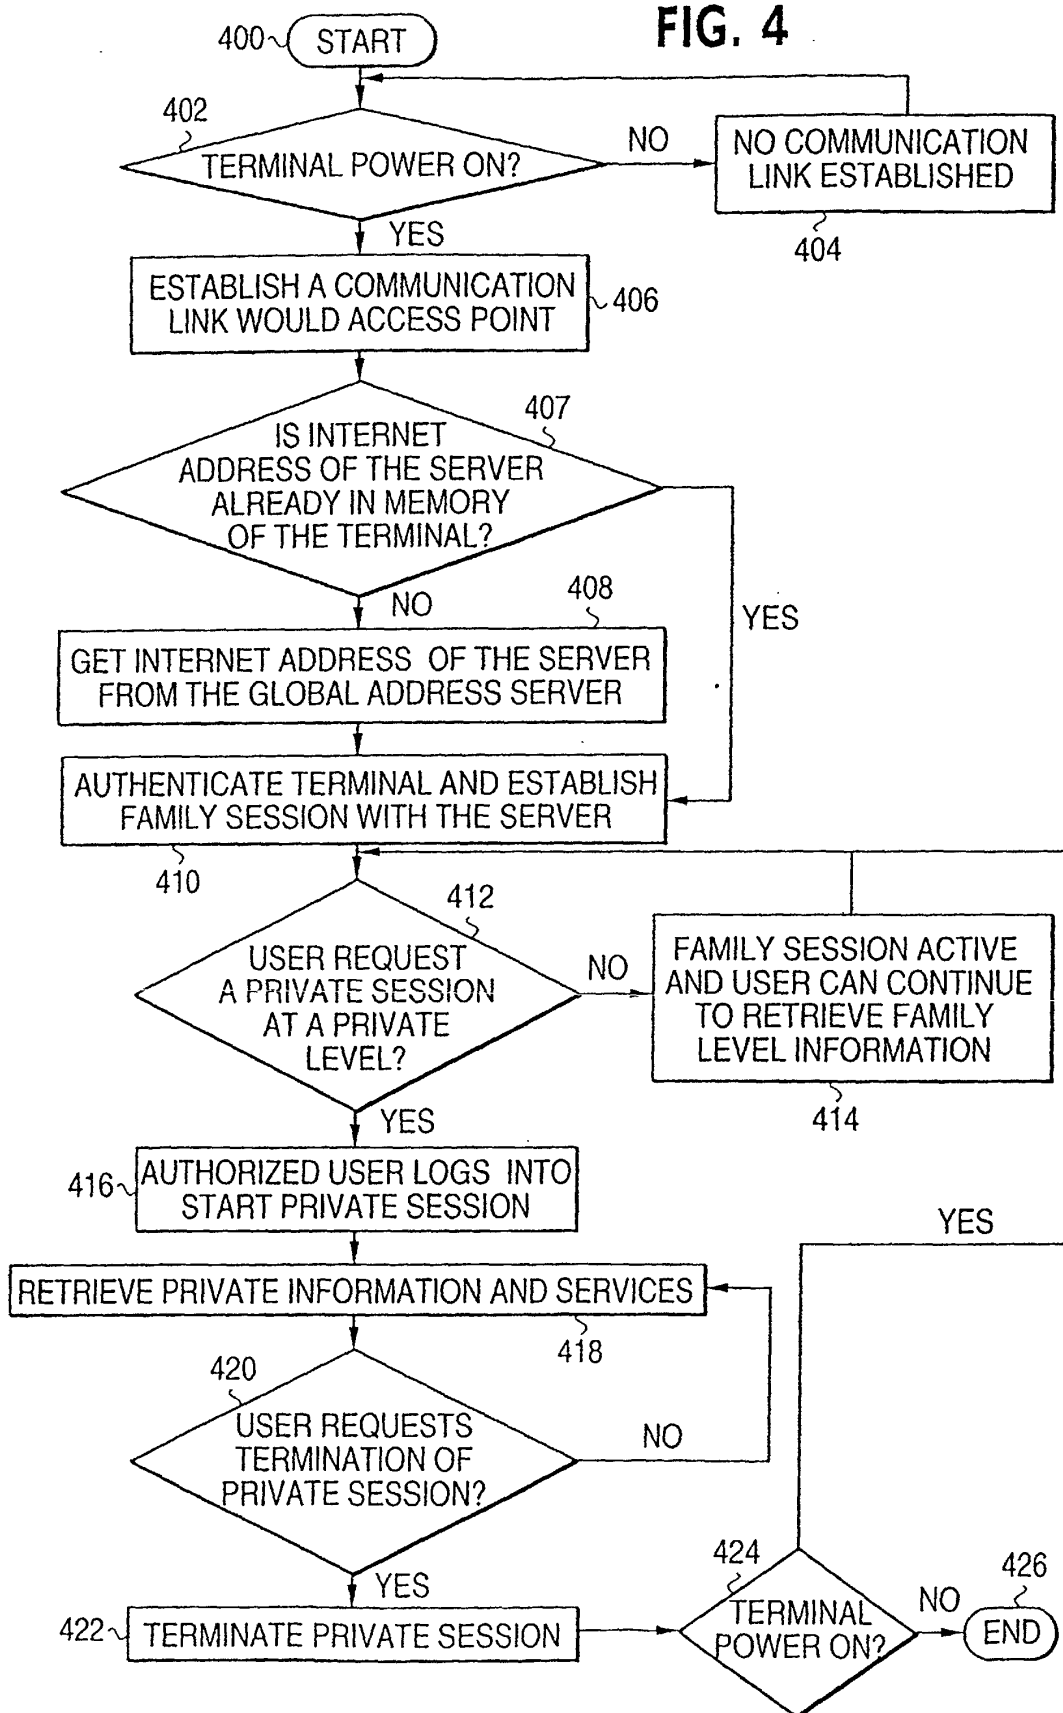 FIG. 4
400
START
402
TERMINAL POWER ON?
NO
NO COMMUNICATION
LINK ESTABLISHED
404
YES
ESTABLISH A COMMUNICATION
LINK WOULD ACCESS POINT
406
407
IS INTERNET
ADDRESS OF THE SERVER
ALREADY IN MEMORY
OF THE TERMINAL?
NO
YES
408
GET INTERNET ADDRESS OF THE SERVER
FROM THE GLOBAL ADDRESS SERVER
AUTHENTICATE TERMINAL AND ESTABLISH
FAMILY SESSION WITH THE SERVER
410
412
USER REQUEST
A PRIVATE SESSION
AT A PRIVATE
LEVEL?
NO
FAMILY SESSION ACTIVE
AND USER CAN CONTINUE
TO RETRIEVE FAMILY
LEVEL INFORMATION
414
YES
416
AUTHORIZED USER LOGS INTO
START PRIVATE SESSION
RETRIEVE PRIVATE INFORMATION AND SERVICES
418
420
USER REQUESTS
TERMINATION OF
PRIVATE SESSION?
NO
YES
422
TERMINATE PRIVATE SESSION
424
TERMINAL
POWER ON?
YES
NO
426
END